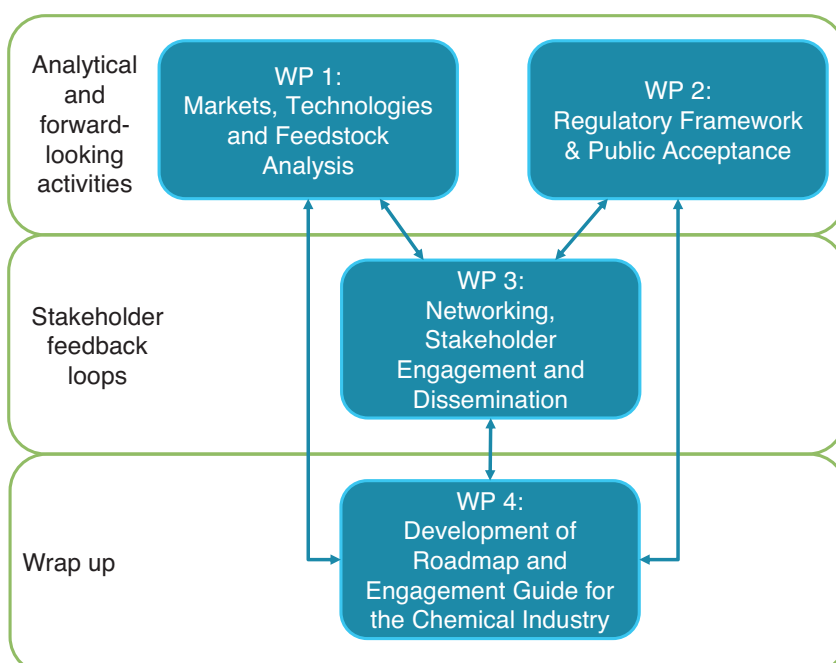 Analytical
and
forward-
looking
activities
WP 1:
Markets, Technologies
and Feedstock
Analysis
WP 2:
Regulatory Framework
& Public Acceptance
Stakeholder
feedback
loops
WP 3:
Networking,
Stakeholder
Engagement and
Dissemination
Wrap up
WP 4:
Development of
Roadmap and
Engagement Guide for
the Chemical Industry